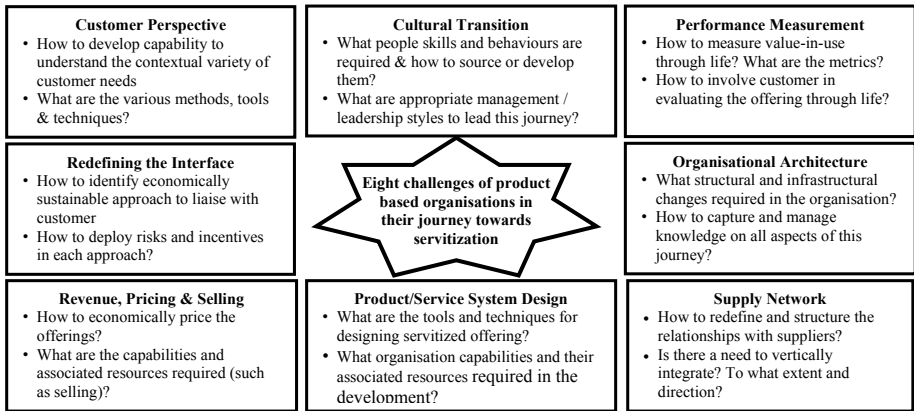 Customer Perspective
• How to develop capability to
understand the contextual variety of
customer needs
• What are the various methods, tools
& techniques?
Cultural Transition
• What people skills and behaviours are
required & how to source or develop
them?
• What are appropriate management /
leadership styles to lead this journey?
Performance Measurement
• How to measure value-in-use
through life? What are the metrics?
• How to involve customer in
evaluating the offering through life?
Redefining the Interface
• How to identify economically
sustainable approach to liaise with
customer
• How to deploy risks and incentives
in each approach?
Eight challenges of product
based organisations in
their journey towards
servitization
Organisational Architecture
• What structural and infrastructural
changes required in the organisation?
• How to capture and manage
knowledge on all aspects of this
journey?
Revenue, Pricing & Selling
• How to economically price the
offerings?
• What are the capabilities and
associated resources required (such
as selling)?
Product/Service System Design
• What are the tools and techniques for
designing servitized offering?
• What organisation capabilities and their
associated resources required in the
development?
Supply Network
• How to redefine and structure the
relationships with suppliers?
• Is there a need to vertically
integrate? To what extent and
direction?